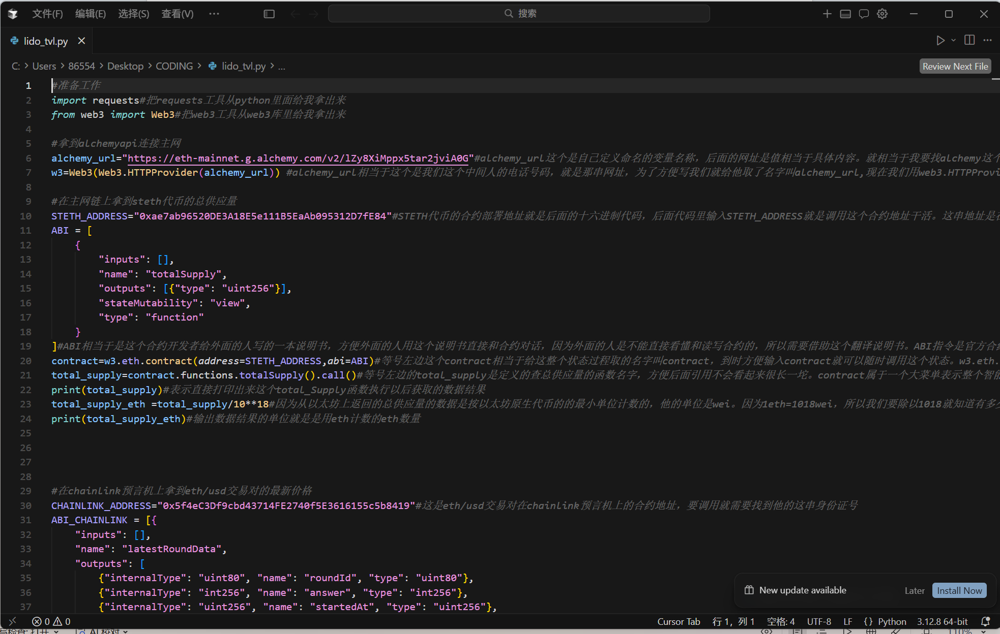 文件(F) 编辑(E) 选择(S) 查看(V) ··· 搜索
lido_tvl.py
C: > Users > 86554 > Desktop > CODING > lido_tvl.py > ...
Review Next File
1 #准备工作
2 import requests#把requests工具从python里面给我拿出来
3 from web3 import Web3#把web3工具从web3库里给我拿出来
4
5 #拿到alchemyapi连接主网
6 alchemy_url="https://eth-mainnet.g.alchemy.com/v2/lZy8XiMppx5tar2jviA0G"#alchemy_url这个是自己定义命名的变量名称，后面的网址是值相当于具体内容。就相当于我要找alchemy这个
7 w3=Web3(Web3.HTTPProvider(alchemy_url)) #alchemy_url相当于这个是我们这个中间人的电话号码，就是那串网址，为了方便写我们就给他取了名字叫alchemy_url,现在我们用web3.HTTPProvi
8
9 #在主网链上拿到steth代币的总供应量
10 STETH_ADDRESS="0xae7ab96520DE3A18E5e111B5EaAb095312D7fE84"#STETH代币的合约部署地址就是后面的十六进制代码，后面代码里输入STETH_ADDRESS就是调用这个合约地址干活。这串地址是
11 ABI = [
12 {
13 "inputs": [],
14 "name": "totalSupply",
15 "outputs": [{"type": "uint256"}],
16 "stateMutability": "view",
17 "type": "function"
18 }
19 ]#ABI相当于是这个合约开发者给外面的人写的一本说明书，方便外面的人用这个说明书直接和合约对话，因为外面的人是不能直接看懂和读写合约的，所以需要借助这个翻译说明书。ABI指令是官方合约
20 contract=w3.eth.contract(address=STETH_ADDRESS,abi=ABI)#等号左边这个contract相当于给这整个状态过程取的名字叫contract，到时方便输入contract就可以随时调用这个状态。w3.eth.
21 total_supply=contract.functions.totalSupply().call()#等号左边的total_supply是定义的查总供应量的函数名字，方便后面引用不会看起来很长一坨。contract属于一个大菜单表示整个智能
22 print(total_supply)#表示直接打印出来这个total_Supply函数执行以后获取的数据结果
23 total_supply_eth =total_supply/10**18#因为从以太坊上返回的总供应量的数据是按以太坊原生代币的的最小单位计数的，他的单位是wei。因为1eth=1018wei，所以我们要除以1018就知道有多少
24 print(total_supply_eth)#输出数据结果的单位就是是用eth计数的eth数量
25
26
27
28
29 #在chainlink预言机上拿到eth/usd交易对的最新价格
30 CHAINLINK_ADDRESS="0x5f4eC3Df9cbd43714FE2740f5E3616155c5b8419"#这是eth/usd交易对在chainlink预言机上的合约地址，要调用就需要找到他的这串身份证号
31 ABI_CHAINLINK = [{
32 "inputs": [],
33 "name": "latestRoundData",
34 "outputs": [
35 {"internalType": "uint80", "name": "roundId", "type": "uint80"},
36 {"internalType": "int256", "name": "answer", "type": "int256"},
37 {"internalType": "uint256", "name": "startedAt", "type": "uint256"},
New update available Later Install Now
0 0 Cursor Tab 行 1，列 1 空格: 4 UTF-8 LF {} Python 3.12.8 64-bit